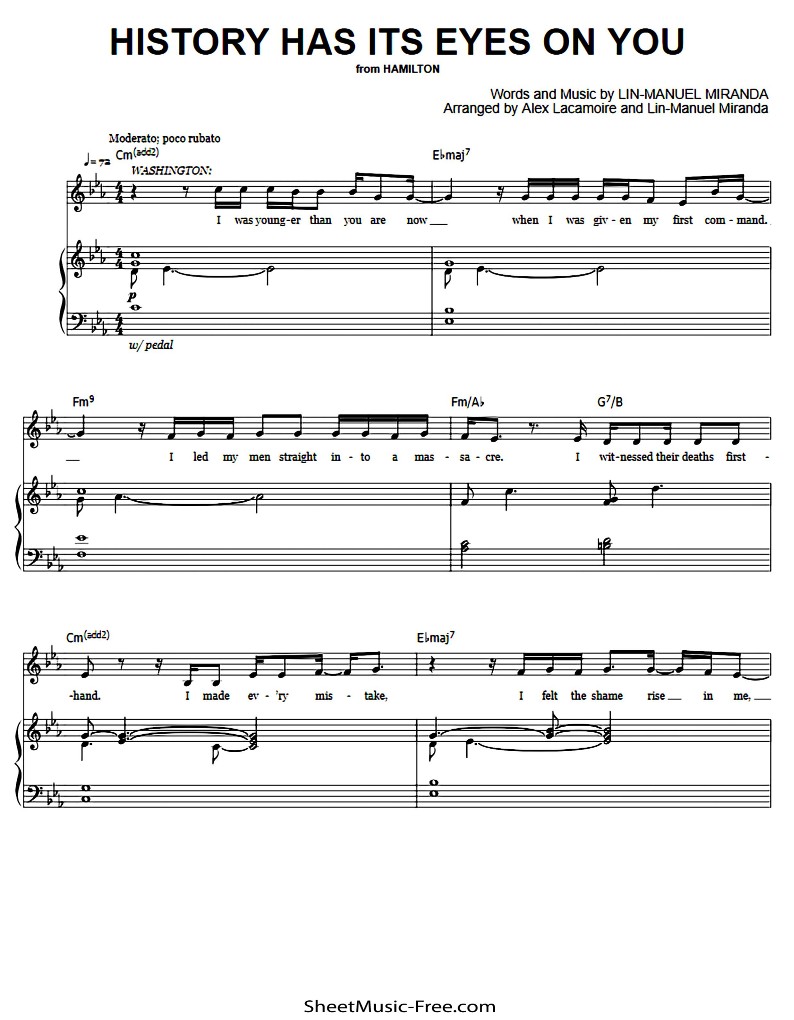 HISTORY HAS ITS EYES ON YOU
from HAMILTON
Words and Music by LIN-MANUEL MIRANDA
Arranged by Alex Lacamoire and Lin-Manuel Miranda
Moderato; poco rubato
♩=72
Cm(add2) E♭maj7
WASHINGTON:
I was young-er than you are now when I was giv-en my first com-mand.
p
w/ pedal
Fm9 Fm/A♭ G7/B
I led my men straight in-to a mas-sa-cre. I wit-nessed their deaths first-
Cm(add2) E♭maj7
-hand. I made ev-'ry mis-take, I felt the shame rise in me,
SheetMusic-Free.com